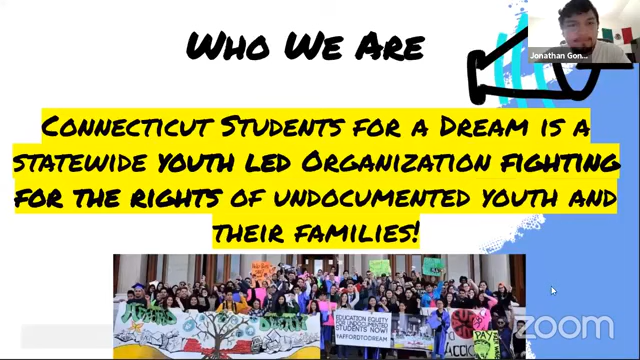 Who We Are
Jonathan Gon...
Connecticut Students for a Dream is a
statewide youth led Organization fighting
for the rights of undocumented youth and
their families!
EDUCATION EQUITY
FOR UNDOCUMENTED
STUDENTS NOW!
#AFFORDTODREAM
zoom